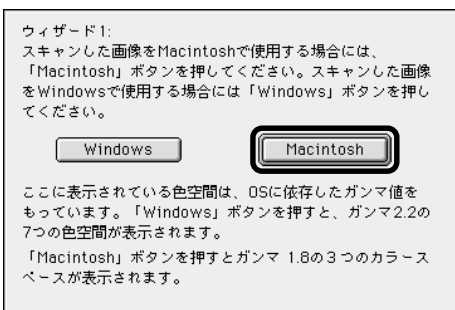 ウィザード1:
スキャンした画像をMacintoshで使用する場合には、
「Macintosh」ボタンを押してください。スキャンした画像
をWindowsで使用する場合には「Windows」ボタンを押し
てください。
Windows Macintosh
ここに表示されている色空間は、OSに依存したガンマ値を
もっています。「Windows」ボタンを押すと、ガンマ2.2の
7つの色空間が表示されます。
「Macintosh」ボタンを押すとガンマ 1.8の３つのカラース
ペースが表示されます。